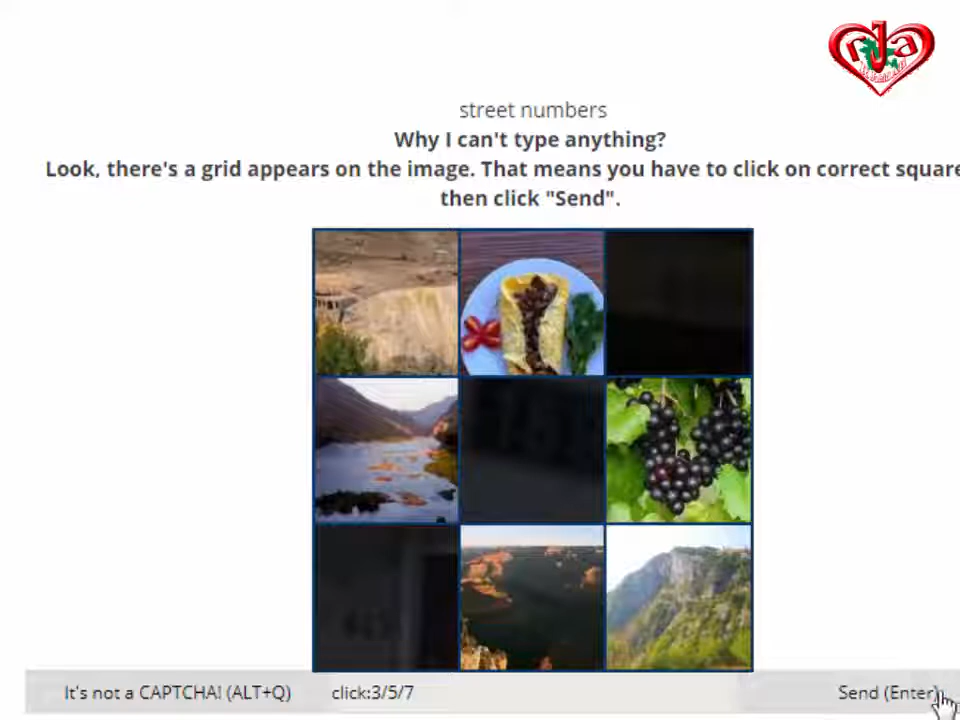 rJa
street numbers
Why I can't type anything?
Look, there's a grid appears on the image. That means you have to click on correct square
then click "Send".
It's not a CAPTCHA! (ALT+Q)
click:3/5/7
Send (Enter)